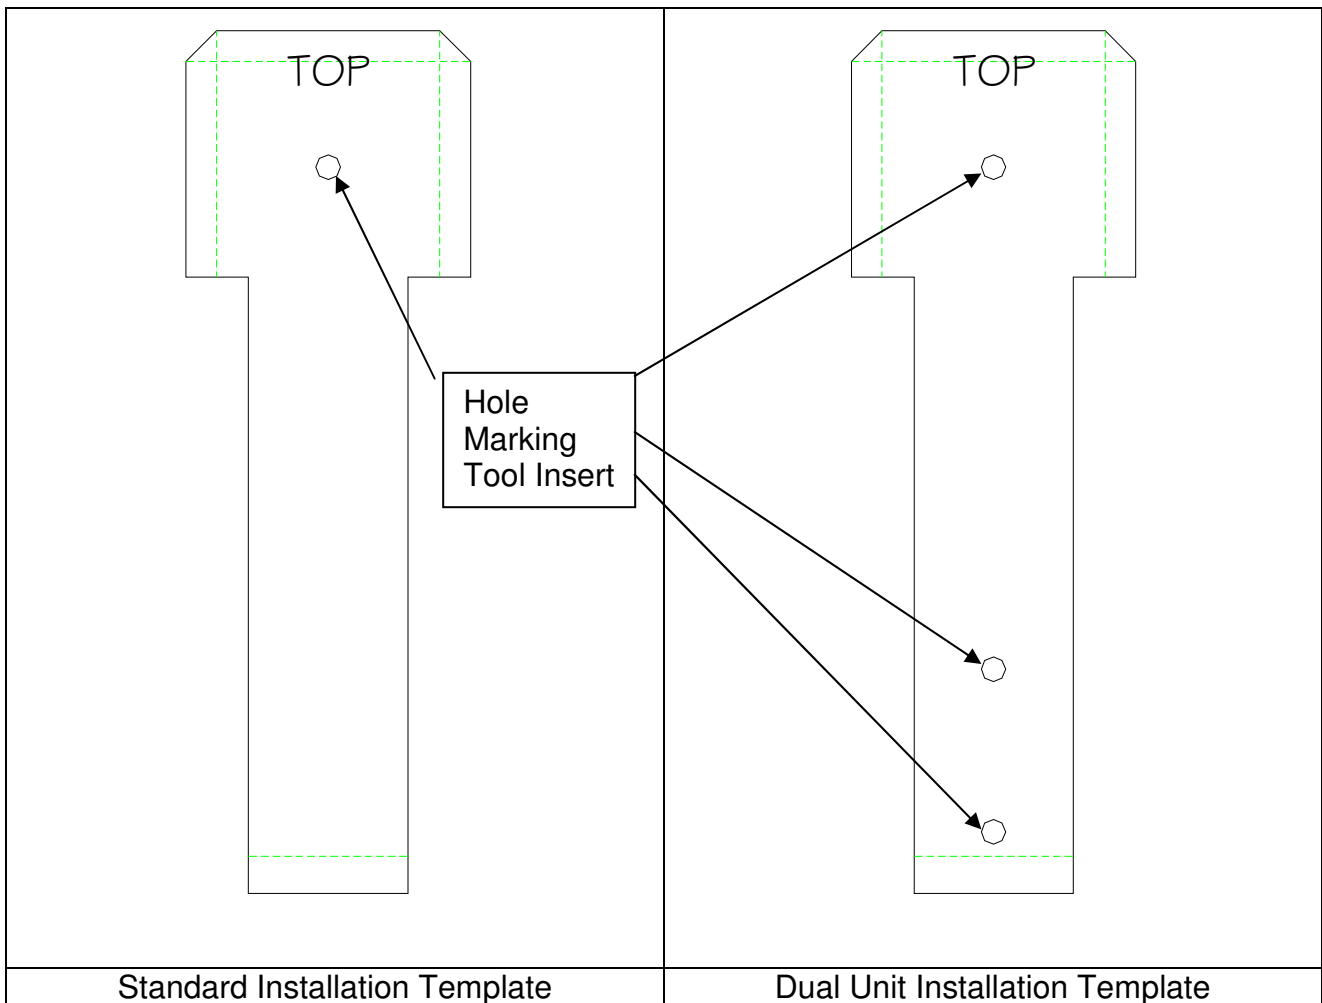 TOP
TOP
Hole
Marking
Tool Insert
Standard Installation Template
Dual Unit Installation Template